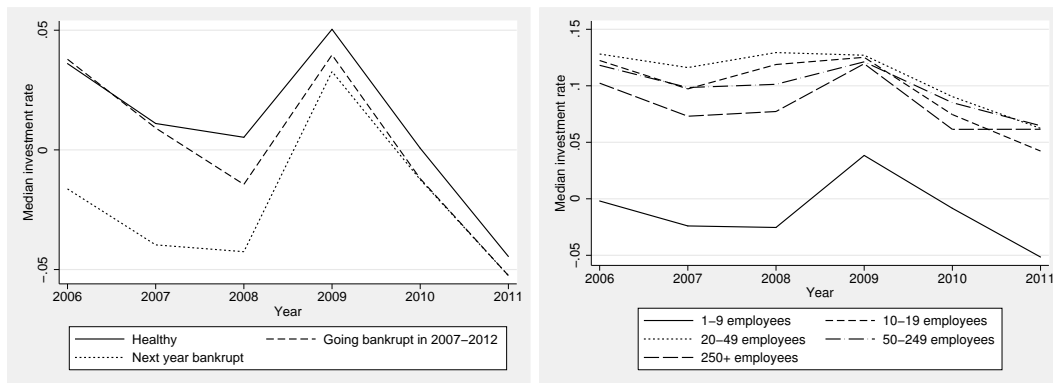 Median investment rate
.05
0
−.05
2006 2007 2008 2009 2010 2011
Year
Healthy
Going bankrupt in 2007−2012
Next year bankrupt
Median investment rate
.15
.1
.05
0
−.05
2006 2007 2008 2009 2010 2011
Year
1−9 employees
10−19 employees
20−49 employees
50−249 employees
250+ employees